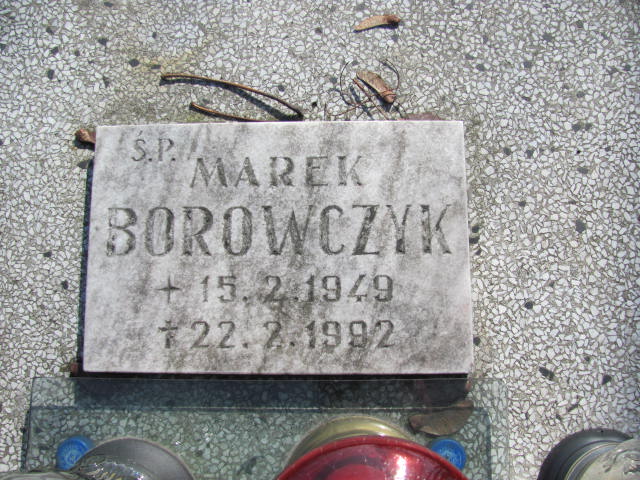 Ś.P. MAREK
BOROWCZYK
+ 15.2.1949
† 22.2.1992